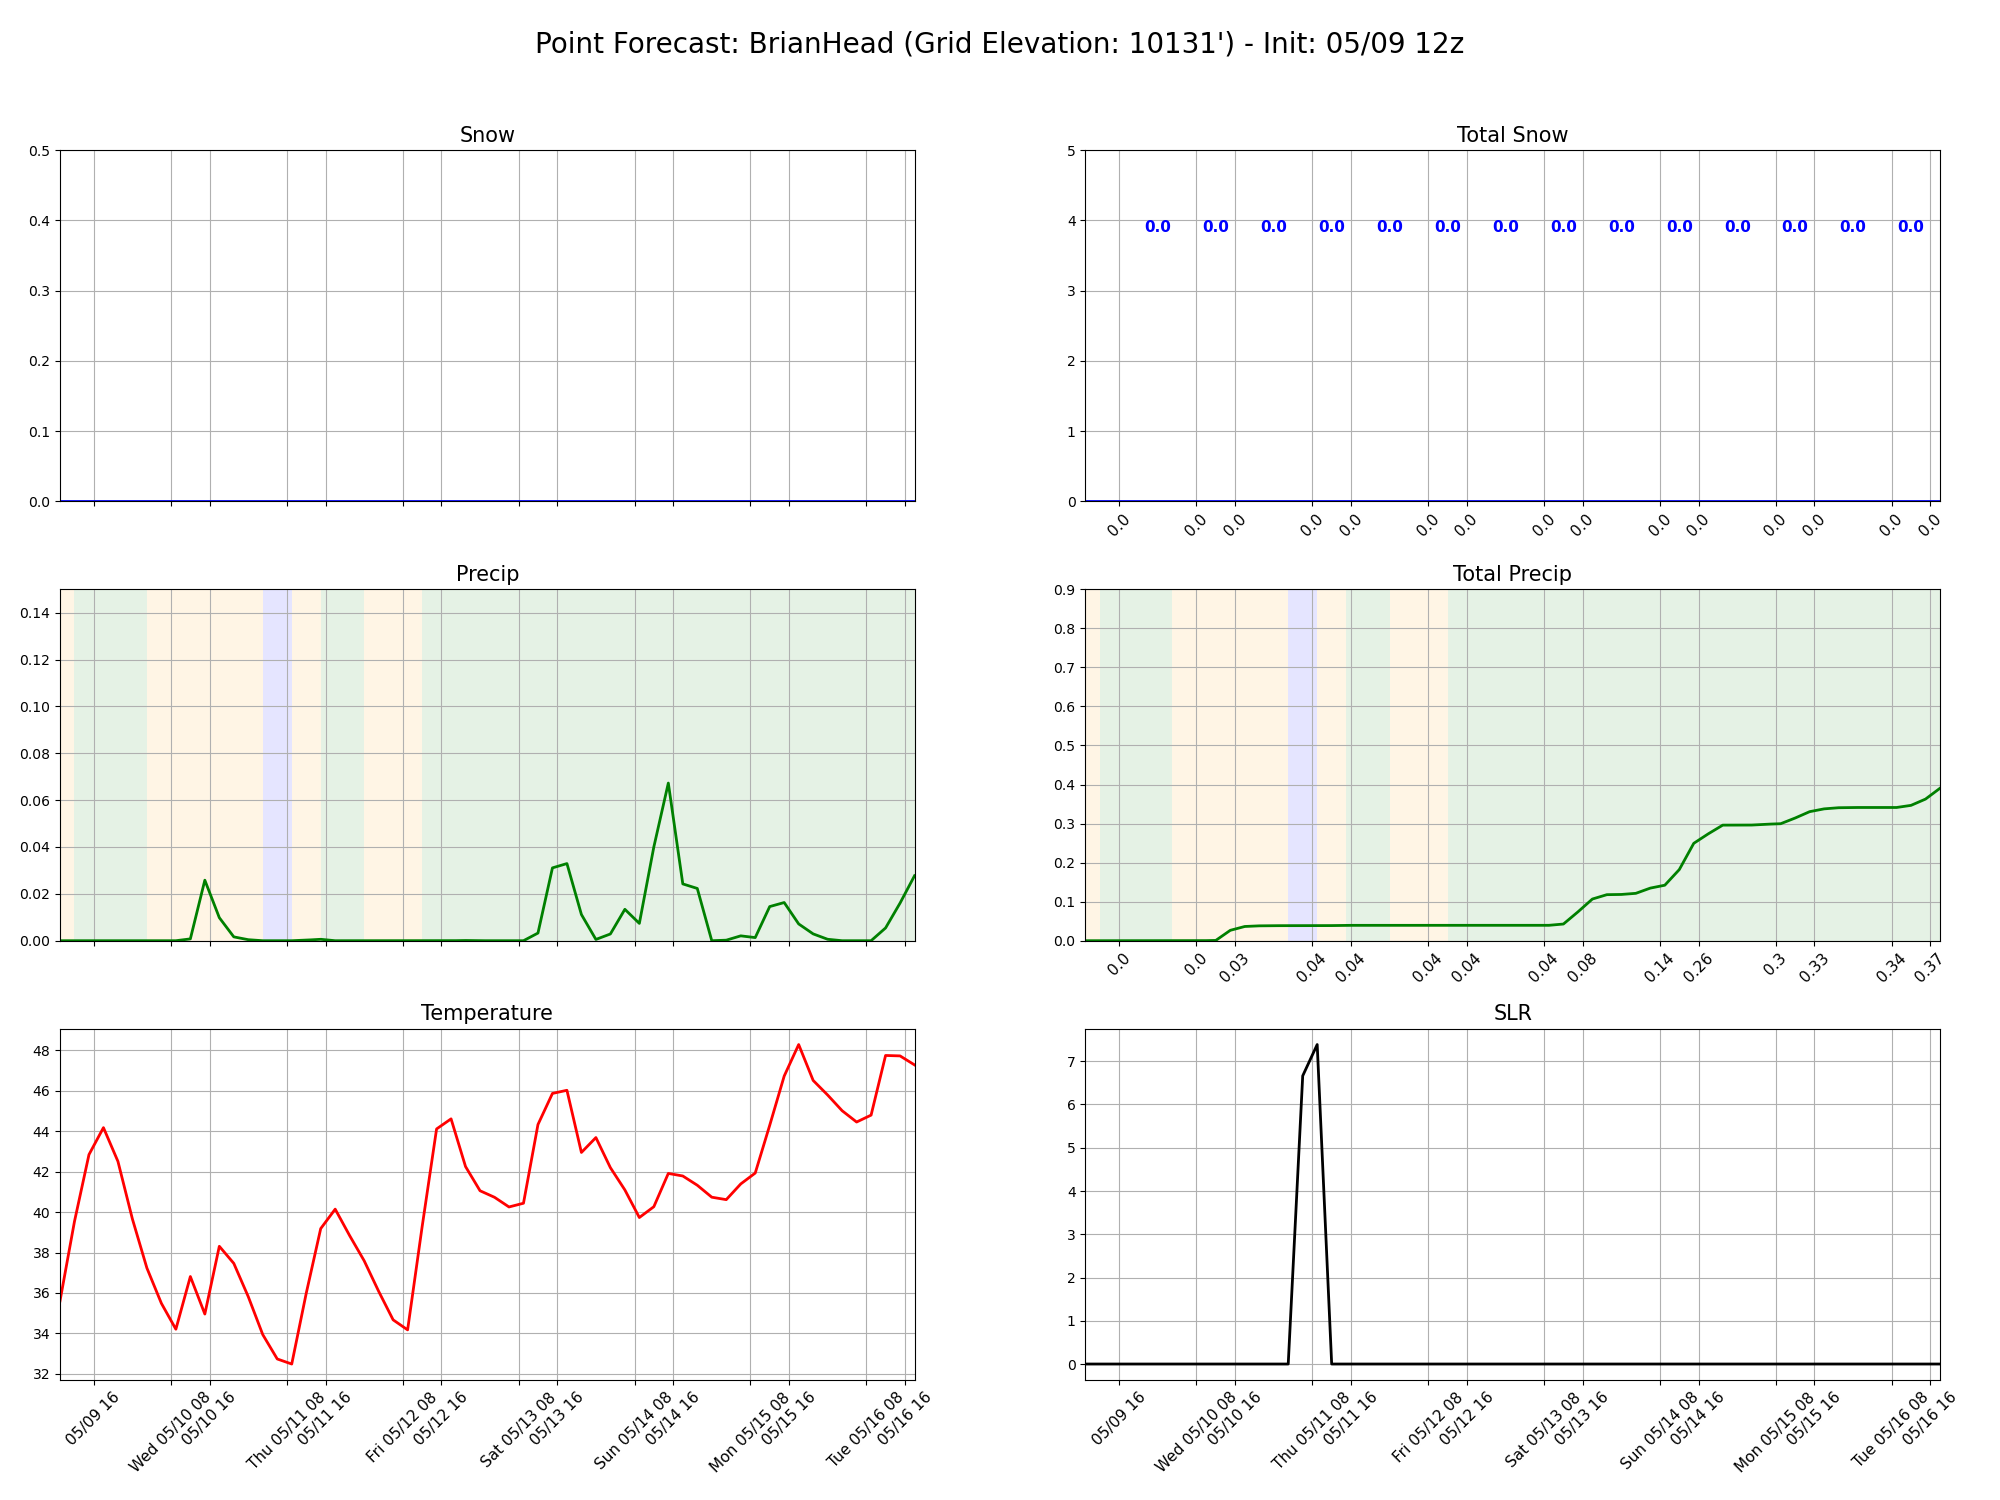 Point Forecast: BrianHead (Grid Elevation: 10131') - Init: 05/09 12z
Snow
0.5
0.4
0.3
0.2
0.1
0.0
Total Snow
5
4
3
2
1
0
0.0 0.0 0.0 0.0 0.0 0.0 0.0 0.0 0.0 0.0 0.0 0.0 0.0 0.0
0.0 0.0 0.0 0.0 0.0 0.0 0.0 0.0 0.0 0.0 0.0 0.0 0.0 0.0 0.0
Precip
0.14
0.12
0.10
0.08
0.06
0.04
0.02
0.00
Total Precip
0.9
0.8
0.7
0.6
0.5
0.4
0.3
0.2
0.1
0.0
0.0 0.0 0.03 0.04 0.04 0.04 0.04 0.04 0.08 0.14 0.26 0.3 0.33 0.34 0.37
Temperature
48
46
44
42
40
38
36
34
32
05/09 16
Wed 05/10 08
05/10 16
Thu 05/11 08
05/11 16
Fri 05/12 08
05/12 16
Sat 05/13 08
05/13 16
Sun 05/14 08
05/14 16
Mon 05/15 08
05/15 16
Tue 05/16 08
05/16 16
SLR
7
6
5
4
3
2
1
0
05/09 16
Wed 05/10 08
05/10 16
Thu 05/11 08
05/11 16
Fri 05/12 08
05/12 16
Sat 05/13 08
05/13 16
Sun 05/14 08
05/14 16
Mon 05/15 08
05/15 16
Tue 05/16 08
05/16 16